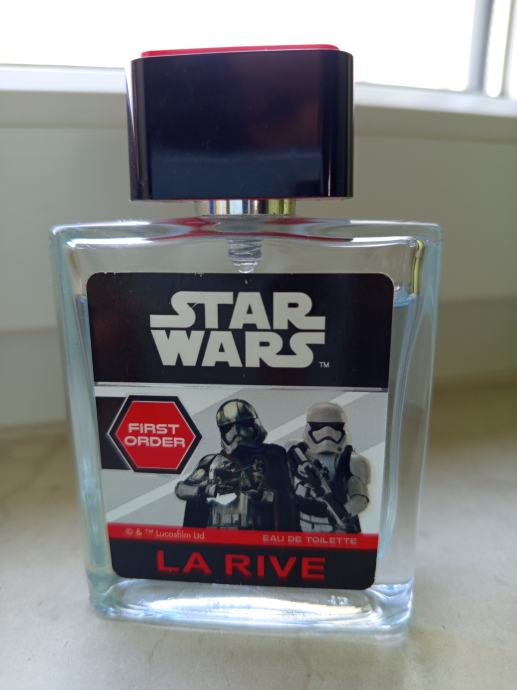 STAR
WARS
TM
FIRST
ORDER
© & ™ Lucasfilm Ltd.
EAU DE TOILETTE
LA RIVE